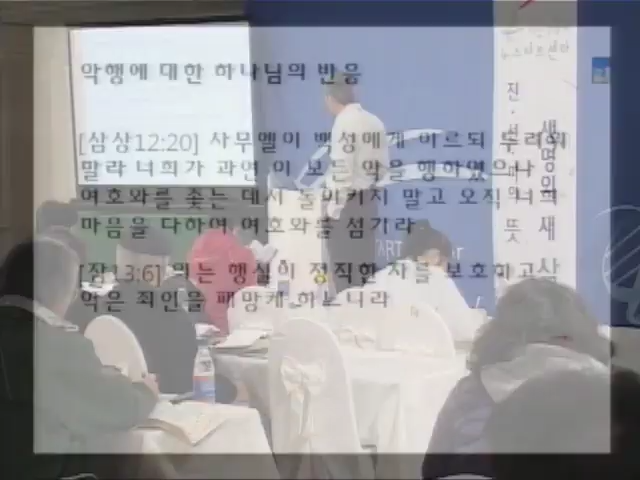 악행에 대한 하나님의 반응
[삼상12:20] 사무엘이 백성에게 이르되 두려워
말라 너희가 과연 이 모든 악을 행하였으나
여호와를 좇는 데서 돌이키지 말고 오직 너희
마음을 다하여 여호와를 섬기라
[잠13:6] 의는 행실이 정직한 자를 보호하고
악은 죄인을 패망케 하느니라
새 영의 새 삶